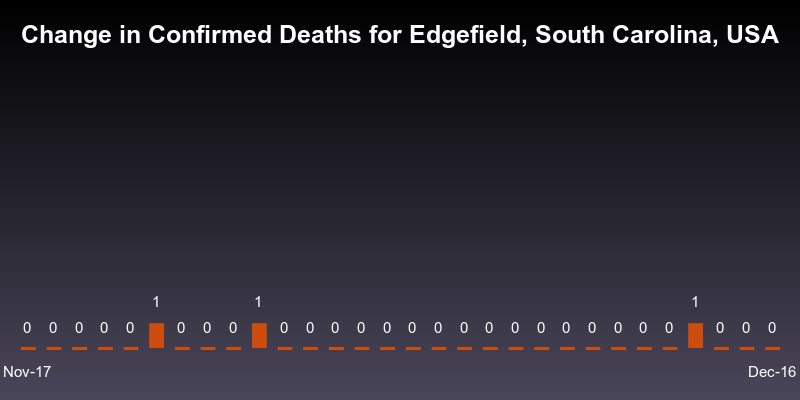 Change in Confirmed Deaths for Edgefield, South Carolina, USA
1 1 1
0 0 0 0 0 0 0 0 0 0 0 0 0 0 0 0 0 0 0 0 0 0 0 0 0 0 0
Nov-17 Dec-16